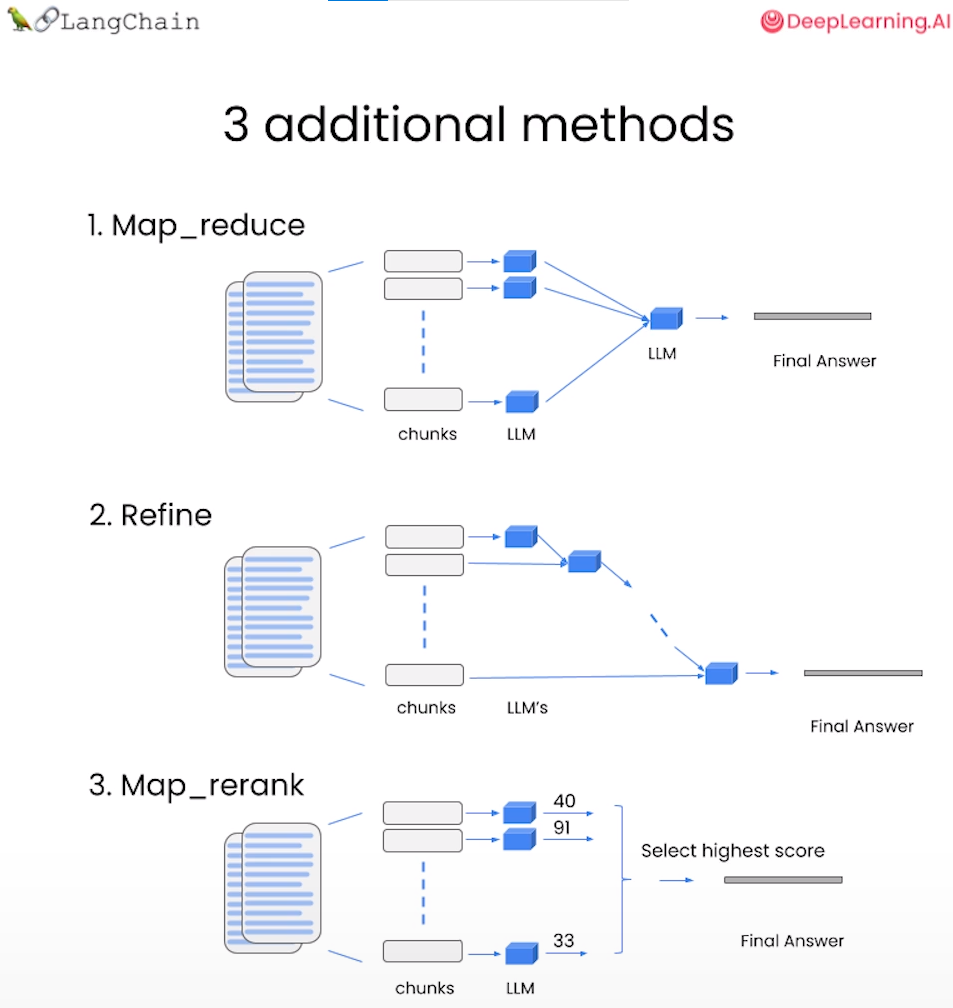 LangChain
DeepLearning.AI
3 additional methods
1. Map_reduce
LLM
Final Answer
chunks
LLM
2. Refine
chunks
LLM's
Final Answer
3. Map_rerank
40
91
Select highest score
33
Final Answer
chunks
LLM